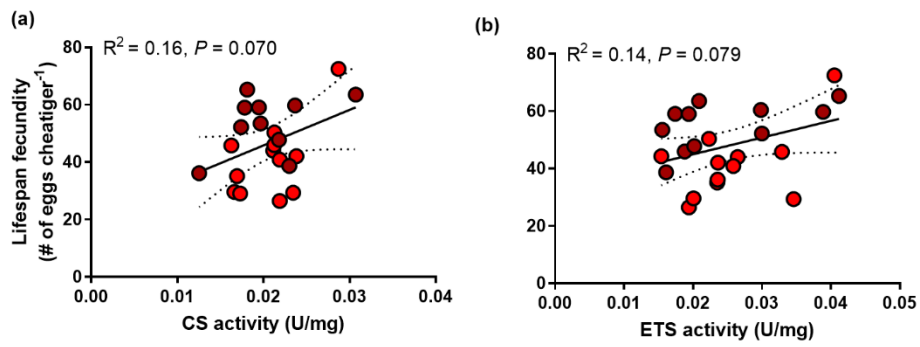 (a)
R² = 0.16, P = 0.070
Lifespan fecundity
(# of eggs cheatiger⁻¹)
80
60
40
20
0
0.00 0.01 0.02 0.03 0.04
CS activity (U/mg)
(b)
R² = 0.14, P = 0.079
80
60
40
20
0
0.00 0.01 0.02 0.03 0.04 0.05
ETS activity (U/mg)